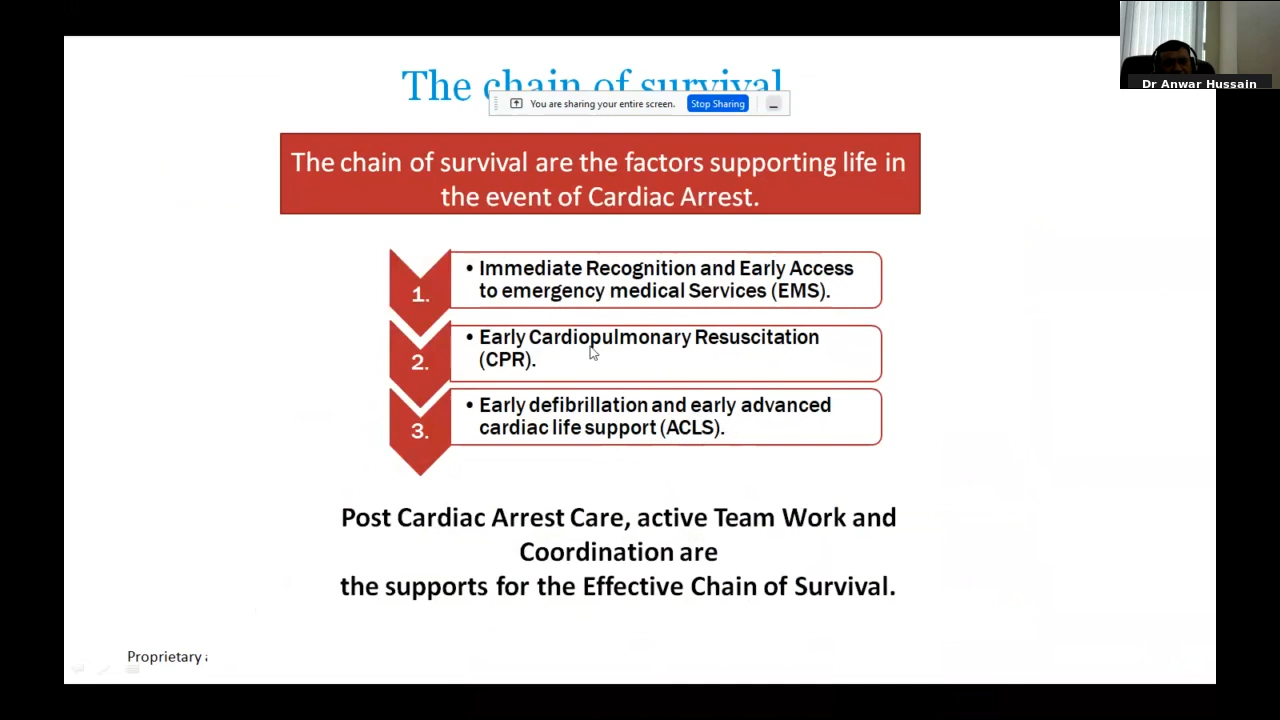 The chain of survival
You are sharing your entire screen.
Stop Sharing
Dr Anwar Hussain
The chain of survival are the factors supporting life in
the event of Cardiac Arrest.
1.
• Immediate Recognition and Early Access
to emergency medical Services (EMS).
2.
• Early Cardiopulmonary Resuscitation
(CPR).
3.
• Early defibrillation and early advanced
cardiac life support (ACLS).
Post Cardiac Arrest Care, active Team Work and
Coordination are
the supports for the Effective Chain of Survival.
Proprietary